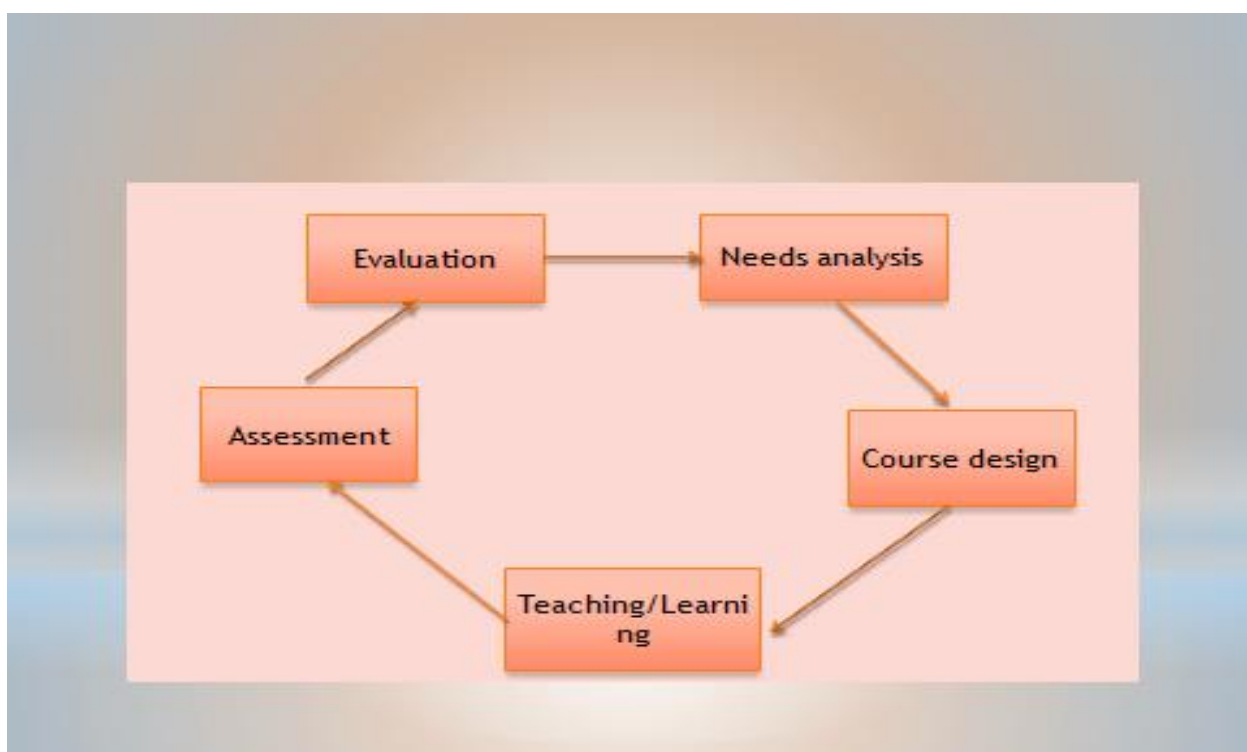 Evaluation
Needs analysis
Assessment
Course design
Teaching/Learni
ng